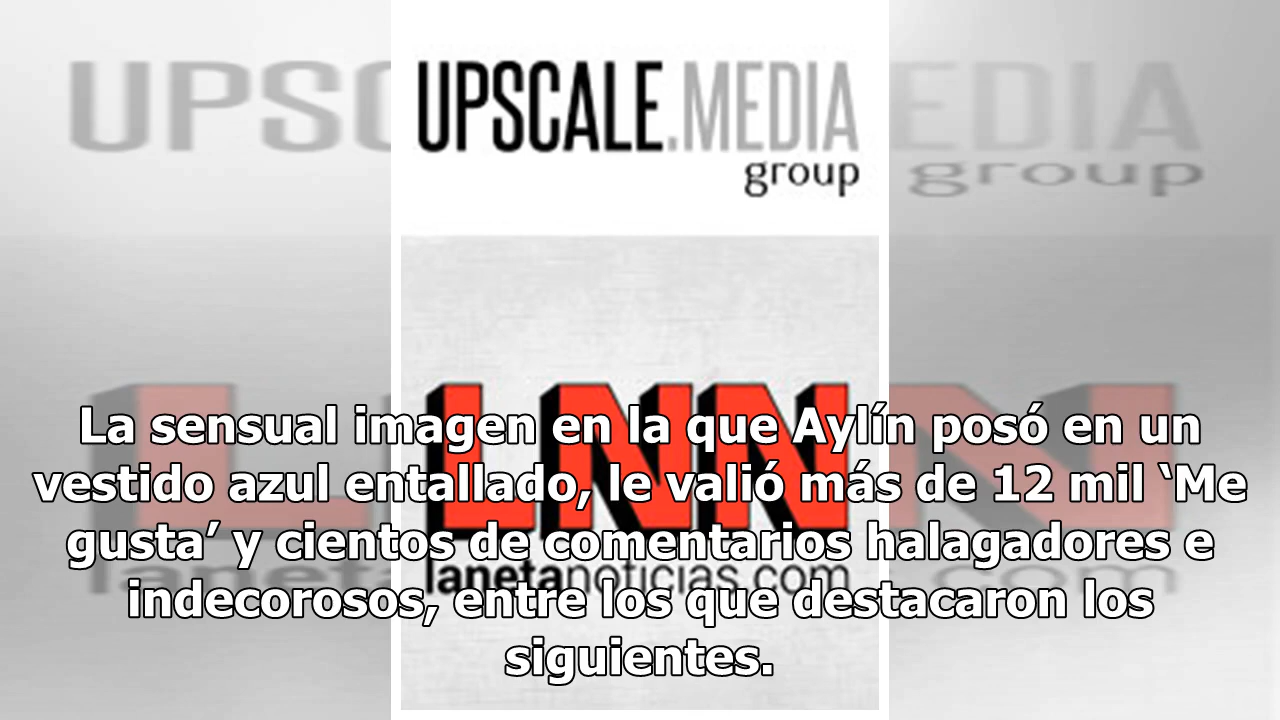 UPSCALE.MEDIA
group
LNN
lanetanoticias.com
La sensual imagen en la que Aylín posó en un
vestido azul entallado, le valió más de 12 mil ‘Me
gusta’ y cientos de comentarios halagadores e
indecorosos, entre los que destacaron los
siguientes.